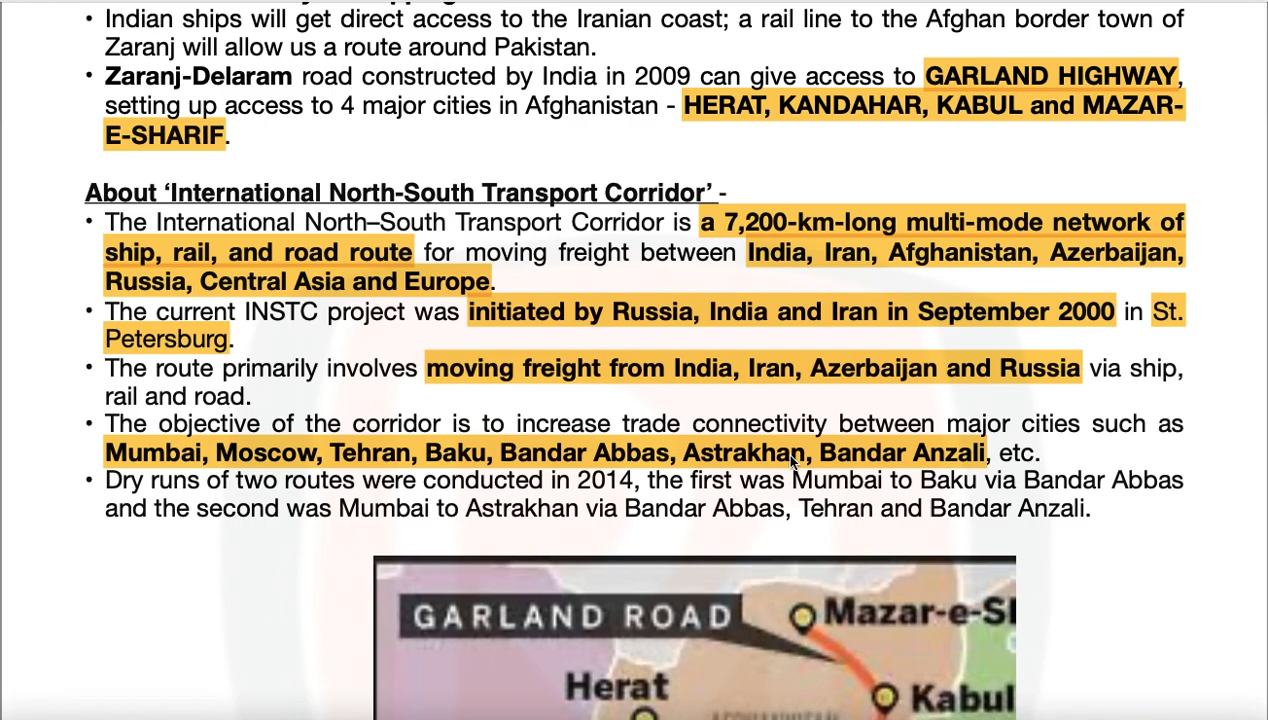 • Indian ships will get direct access to the Iranian coast; a rail line to the Afghan border town of
Zaranj will allow us a route around Pakistan.
• Zaranj-Delaram road constructed by India in 2009 can give access to GARLAND HIGHWAY,
setting up access to 4 major cities in Afghanistan - HERAT, KANDAHAR, KABUL and MAZAR-
E-SHARIF.
About ‘International North-South Transport Corridor’ -
• The International North–South Transport Corridor is a 7,200-km-long multi-mode network of
ship, rail, and road route for moving freight between India, Iran, Afghanistan, Azerbaijan,
Russia, Central Asia and Europe.
• The current INSTC project was initiated by Russia, India and Iran in September 2000 in St.
Petersburg.
• The route primarily involves moving freight from India, Iran, Azerbaijan and Russia via ship,
rail and road.
• The objective of the corridor is to increase trade connectivity between major cities such as
Mumbai, Moscow, Tehran, Baku, Bandar Abbas, Astrakhan, Bandar Anzali, etc.
• Dry runs of two routes were conducted in 2014, the first was Mumbai to Baku via Bandar Abbas
and the second was Mumbai to Astrakhan via Bandar Abbas, Tehran and Bandar Anzali.
GARLAND ROAD
Mazar-e-Sh
Herat
Kabul